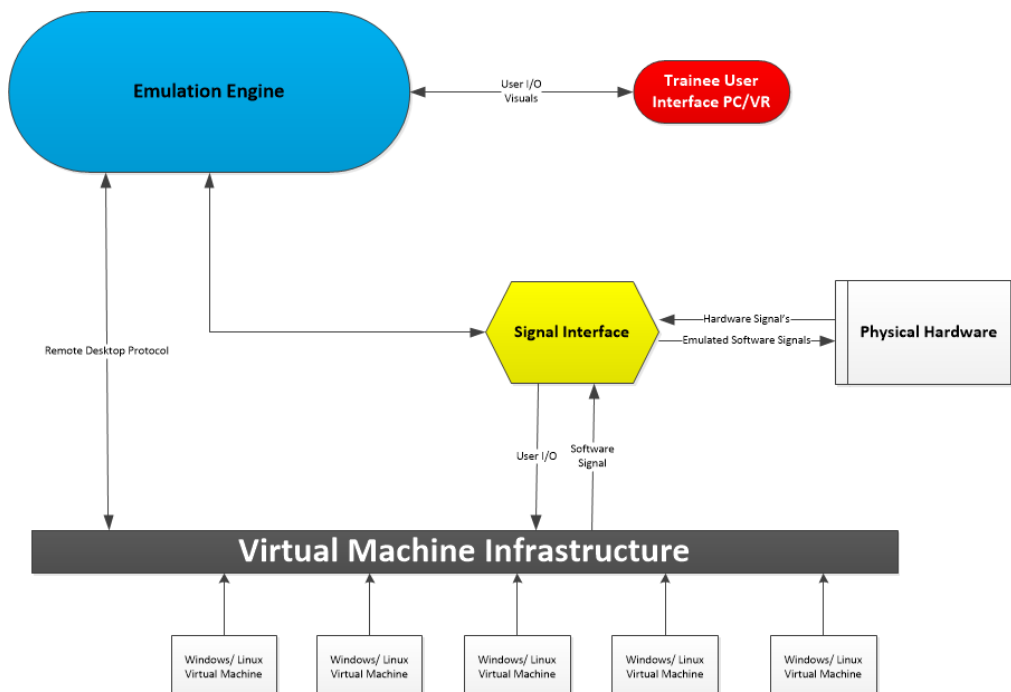 Emulation Engine
User I/O
Visuals
Trainee User
Interface PC/VR
Remote Desktop Protocol
Signal Interface
Hardware Signal's
Emulated Software Signals
Physical Hardware
User I/O
Software
Signal
Virtual Machine Infrastructure
Windows/ Linux
Virtual Machine
Windows/ Linux
Virtual Machine
Windows/ Linux
Virtual Machine
Windows/ Linux
Virtual Machine
Windows/ Linux
Virtual Machine